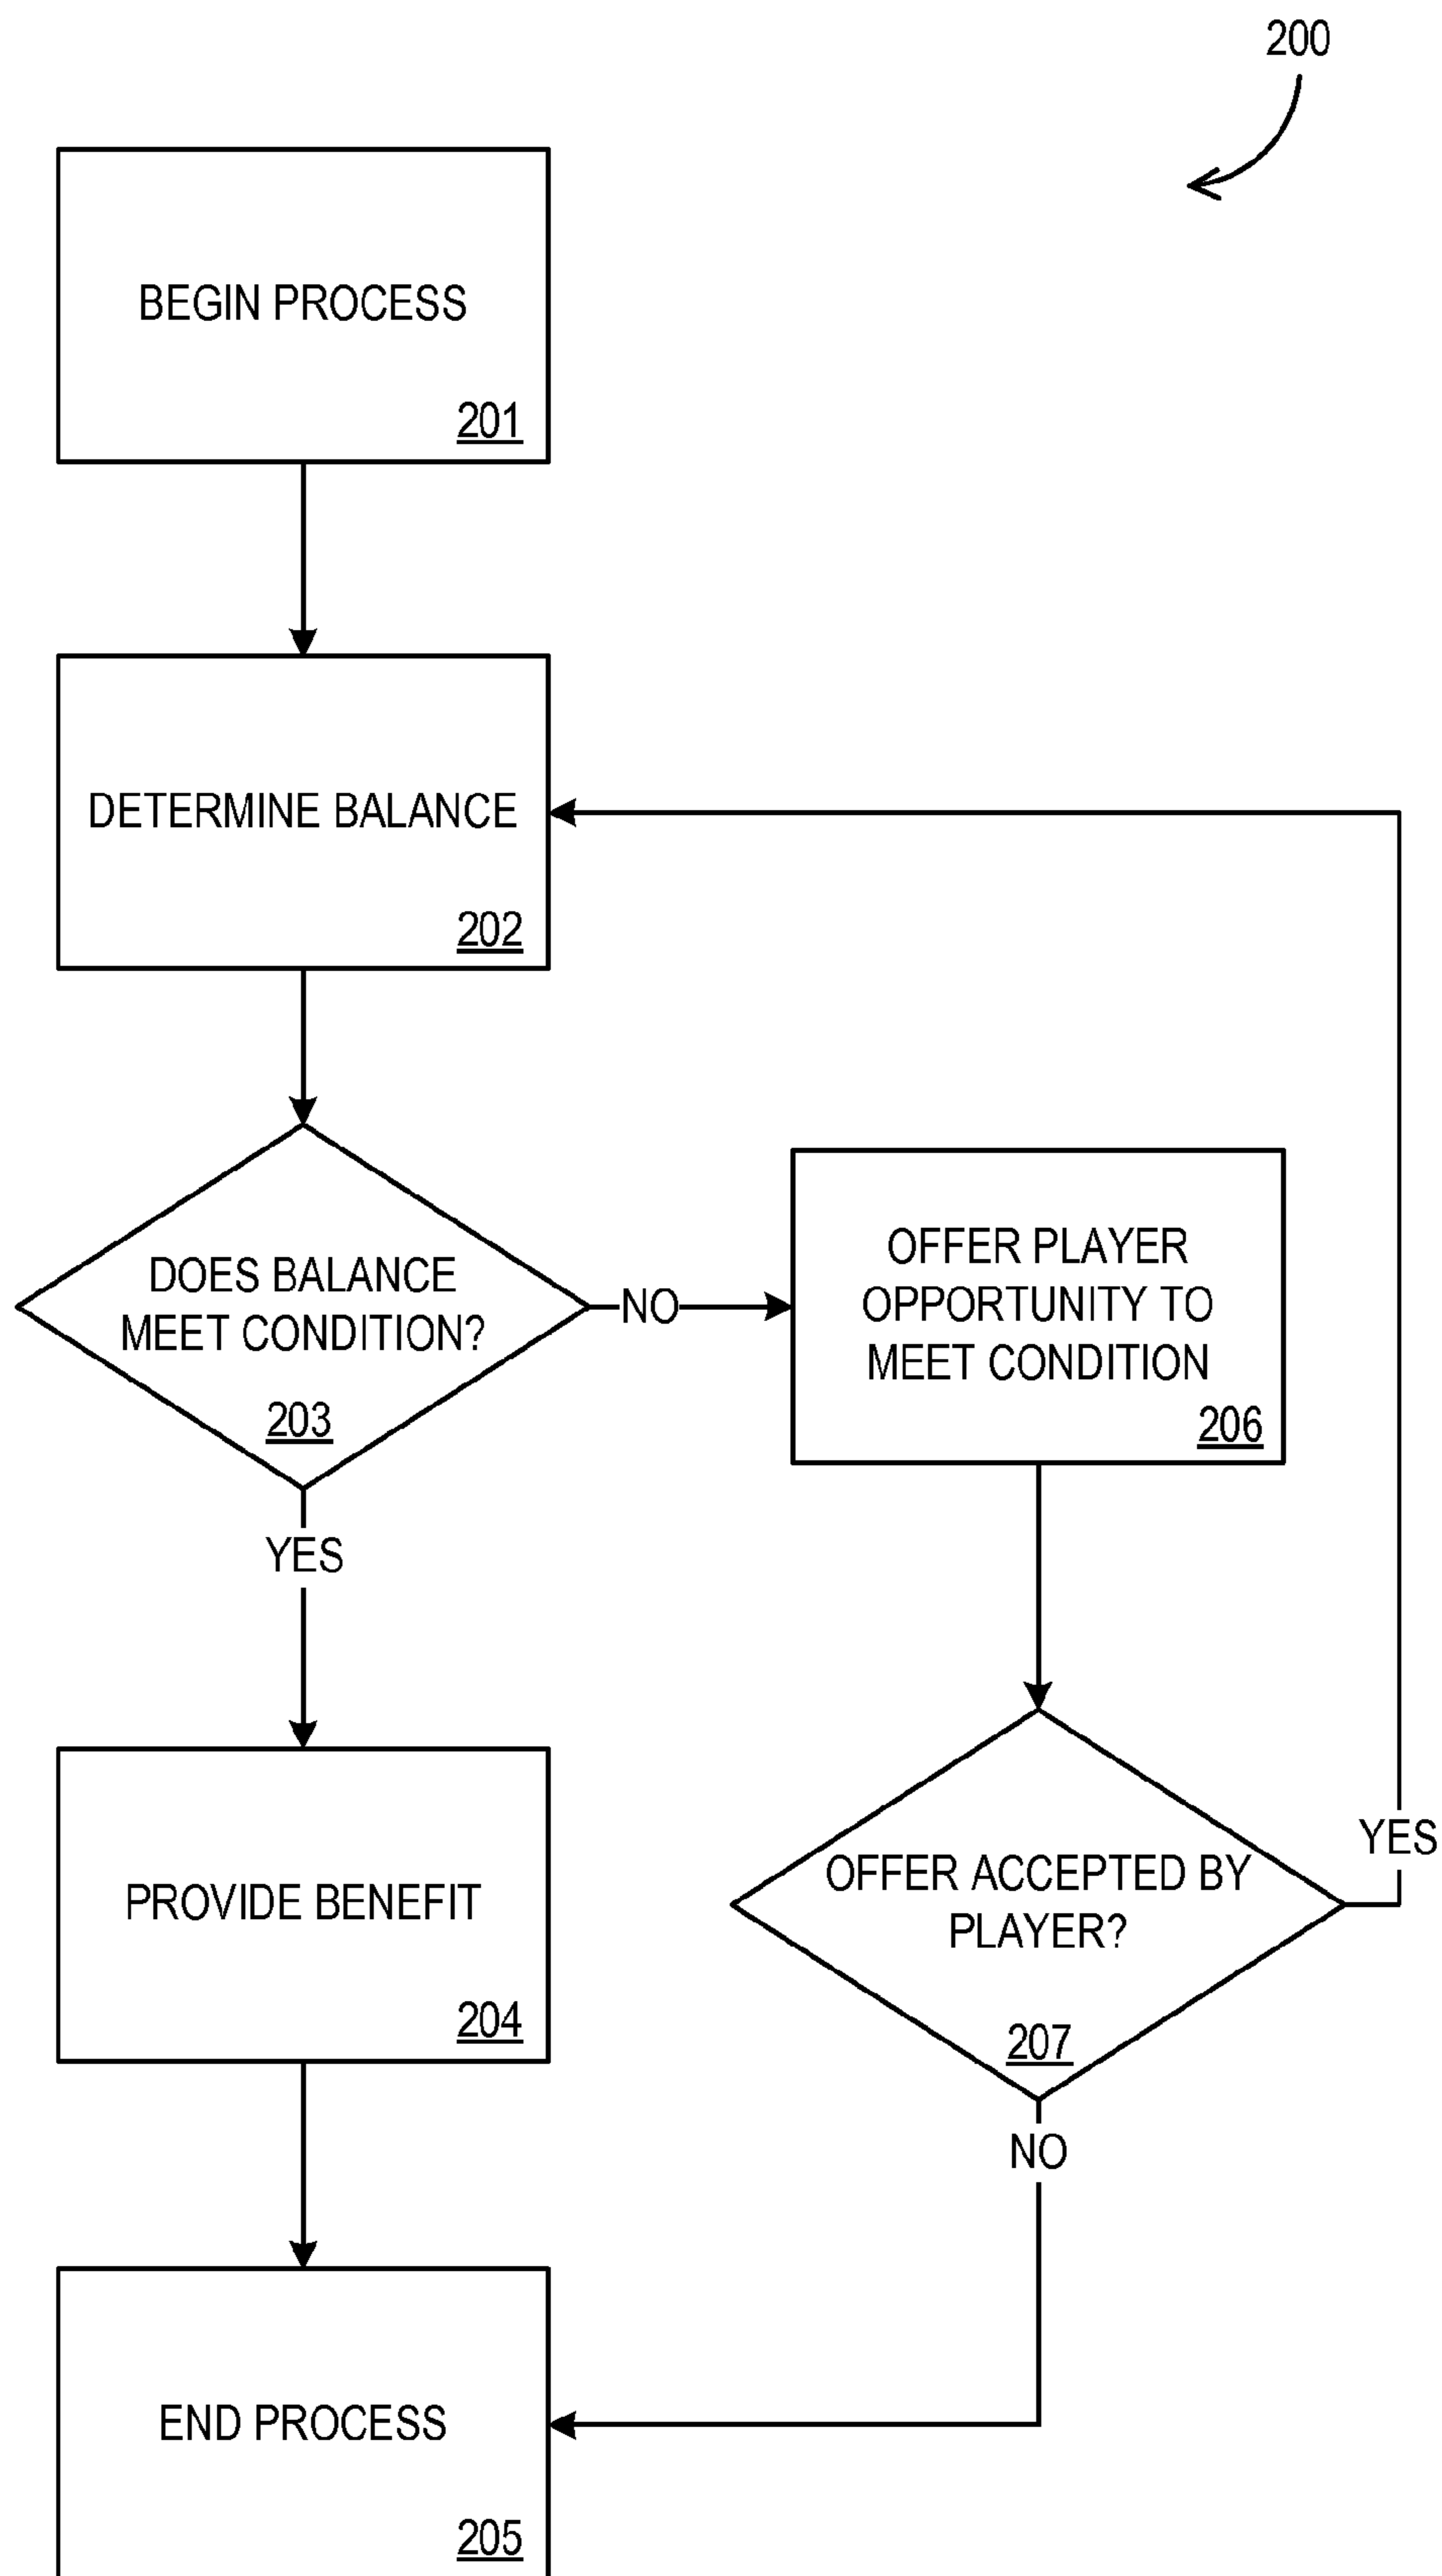 200
BEGIN PROCESS
201
DETERMINE BALANCE
202
DOES BALANCE
MEET CONDITION?
203
NO
OFFER PLAYER
OPPORTUNITY TO
MEET CONDITION
206
YES
PROVIDE BENEFIT
204
OFFER ACCEPTED BY
PLAYER?
207
YES
NO
END PROCESS
205